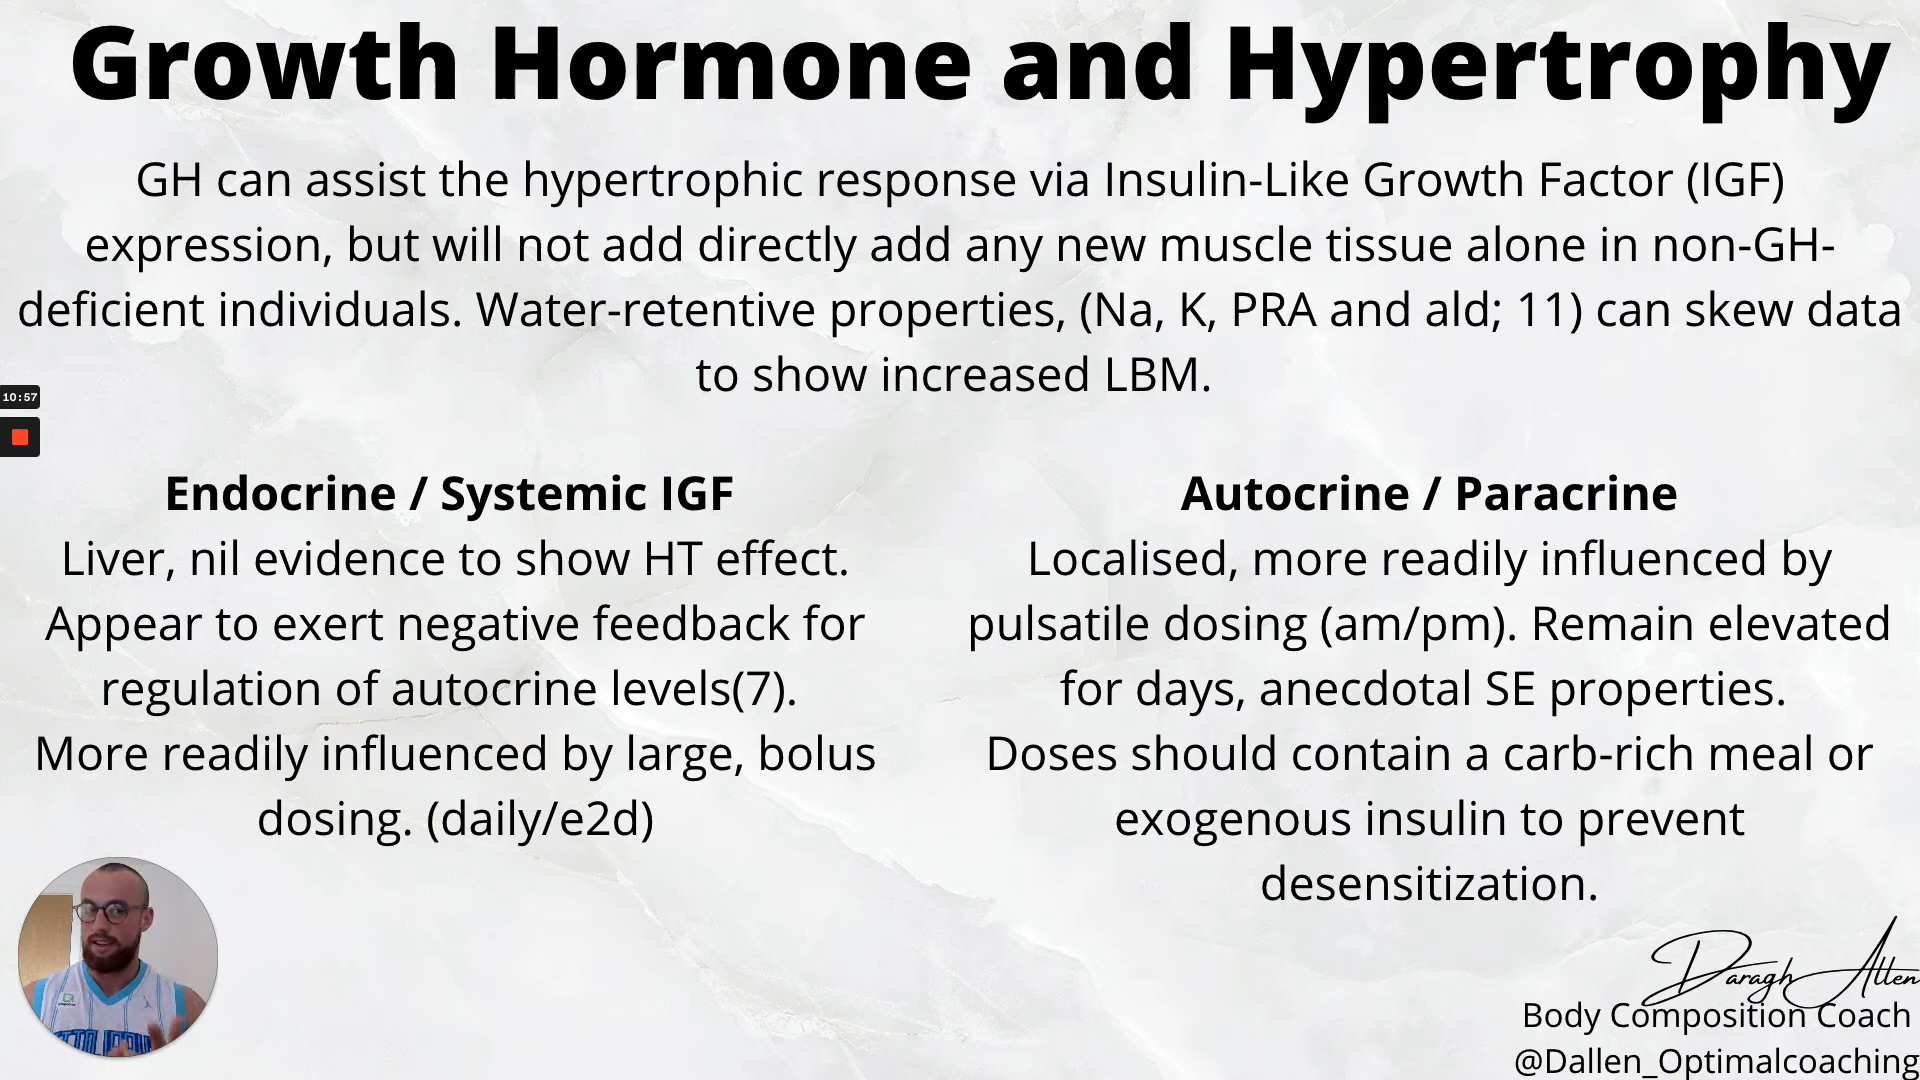 Growth Hormone and Hypertrophy
GH can assist the hypertrophic response via Insulin-Like Growth Factor (IGF)
expression, but will not add directly add any new muscle tissue alone in non-GH-
deficient individuals. Water-retentive properties, (Na, K, PRA and ald; 11) can skew data
to show increased LBM.
10:57
Endocrine / Systemic IGF
Liver, nil evidence to show HT effect.
Appear to exert negative feedback for
regulation of autocrine levels(7).
More readily influenced by large, bolus
dosing. (daily/e2d)
Autocrine / Paracrine
Localised, more readily influenced by
pulsatile dosing (am/pm). Remain elevated
for days, anecdotal SE properties.
Doses should contain a carb-rich meal or
exogenous insulin to prevent
desensitization.
Daragh Allen
Body Composition Coach
@Dallen_Optimalcoaching